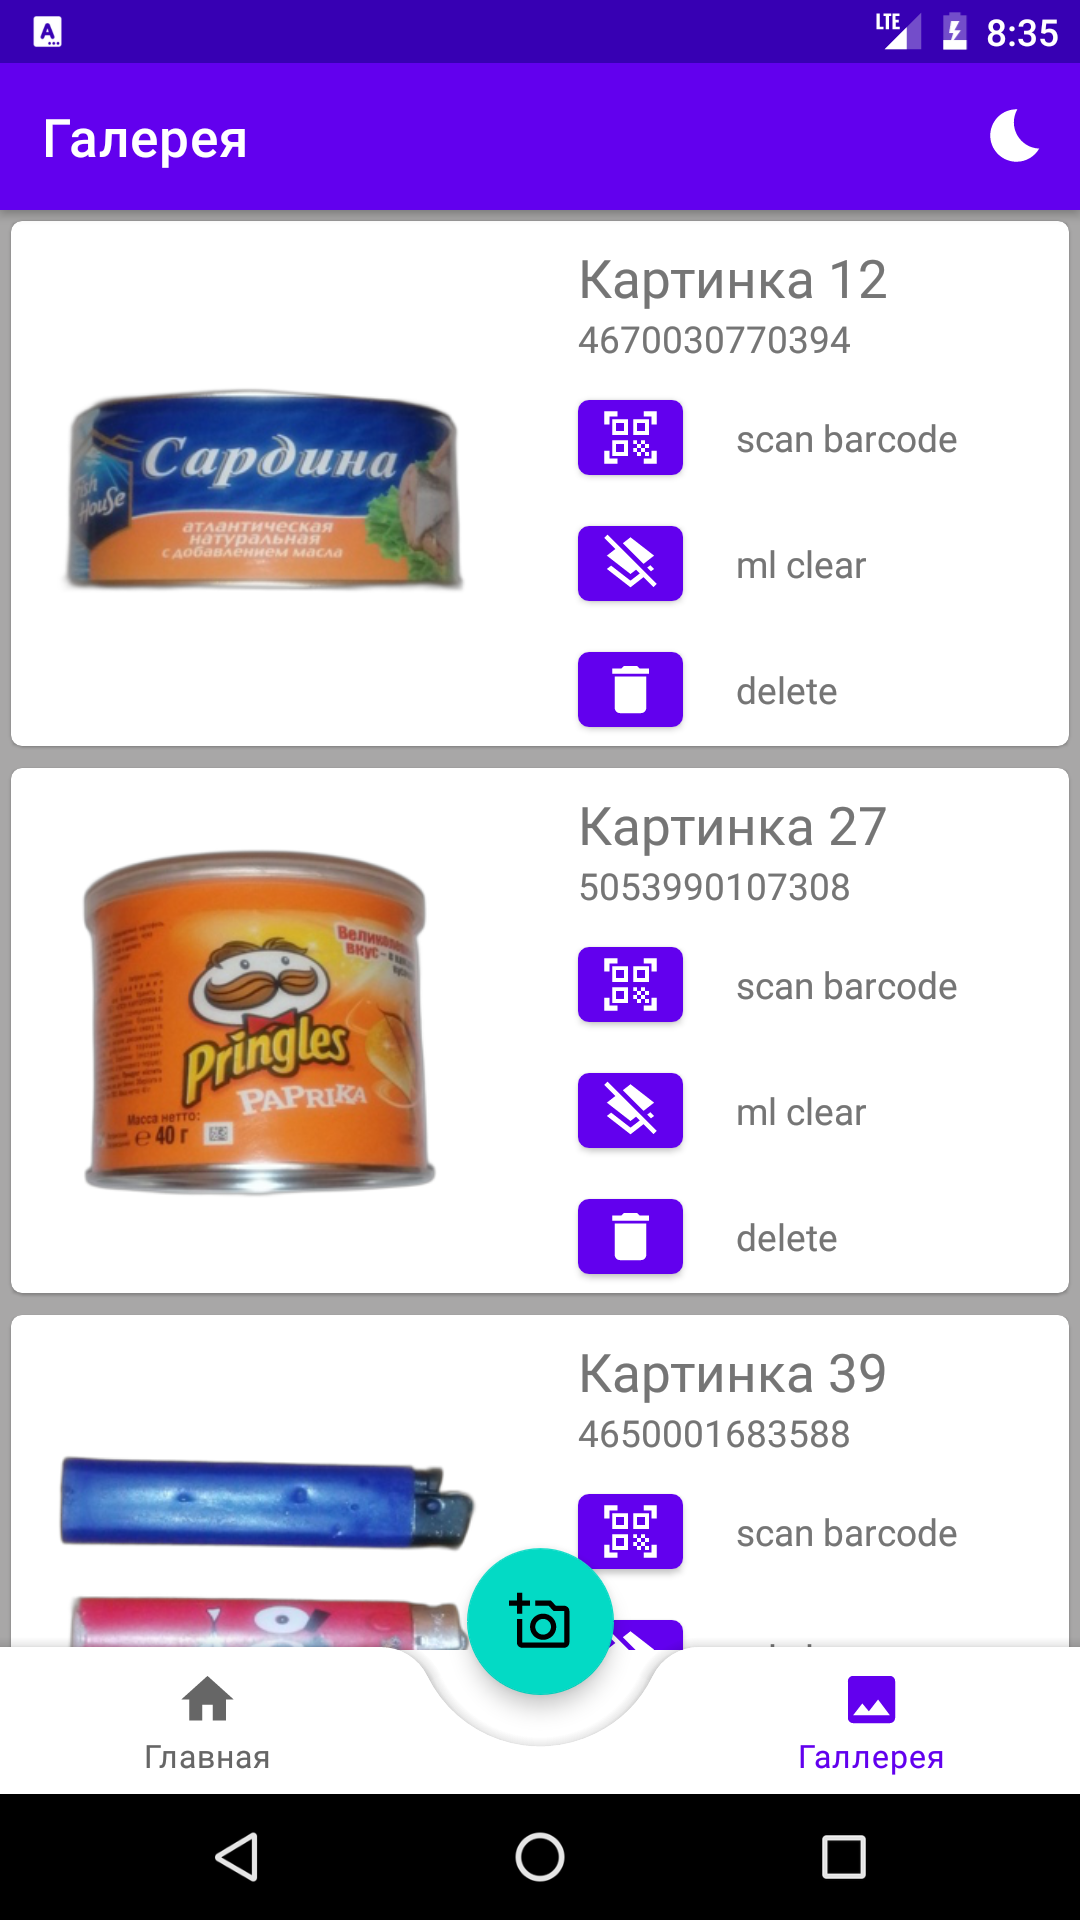 LTE 8:35
Галерея
Картинка 12
4670030770394
Сардина
Fish
House
атлантическая
натуральная
с добавлением масла
scan barcode
ml clear
delete
Картинка 27
5053990107308
Pringles
PAPRIKA
Масса нетто:
℮ 40 г
scan barcode
ml clear
delete
Картинка 39
4650001683588
scan barcode
Главная
Галлерея